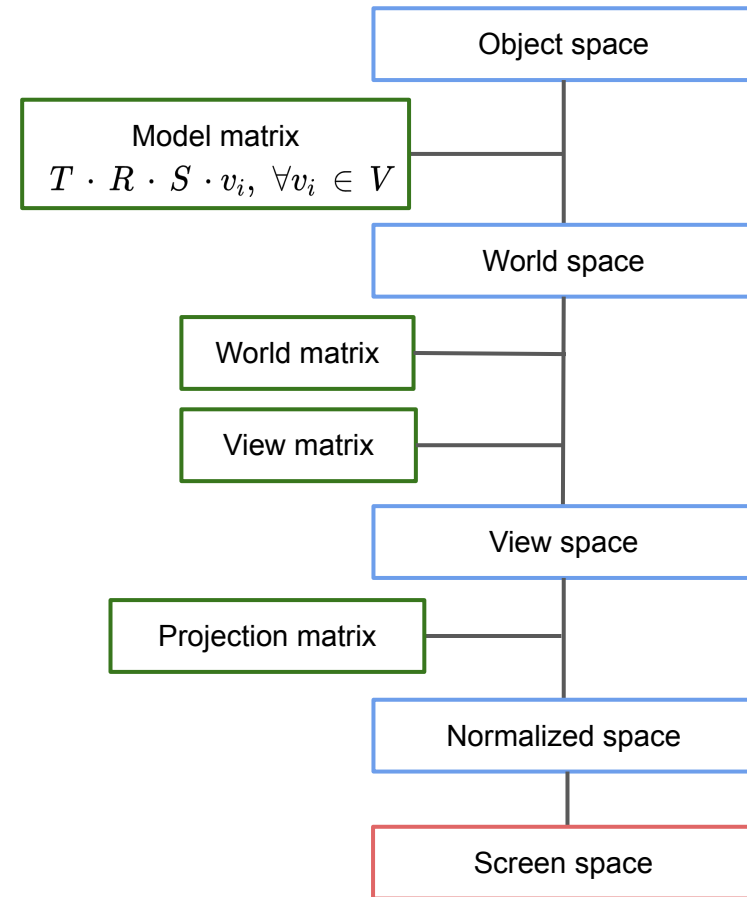 Object space
Model matrix
T · R · S · v_i, ∀v_i ∈ V
World space
World matrix
View matrix
View space
Projection matrix
Normalized space
Screen space